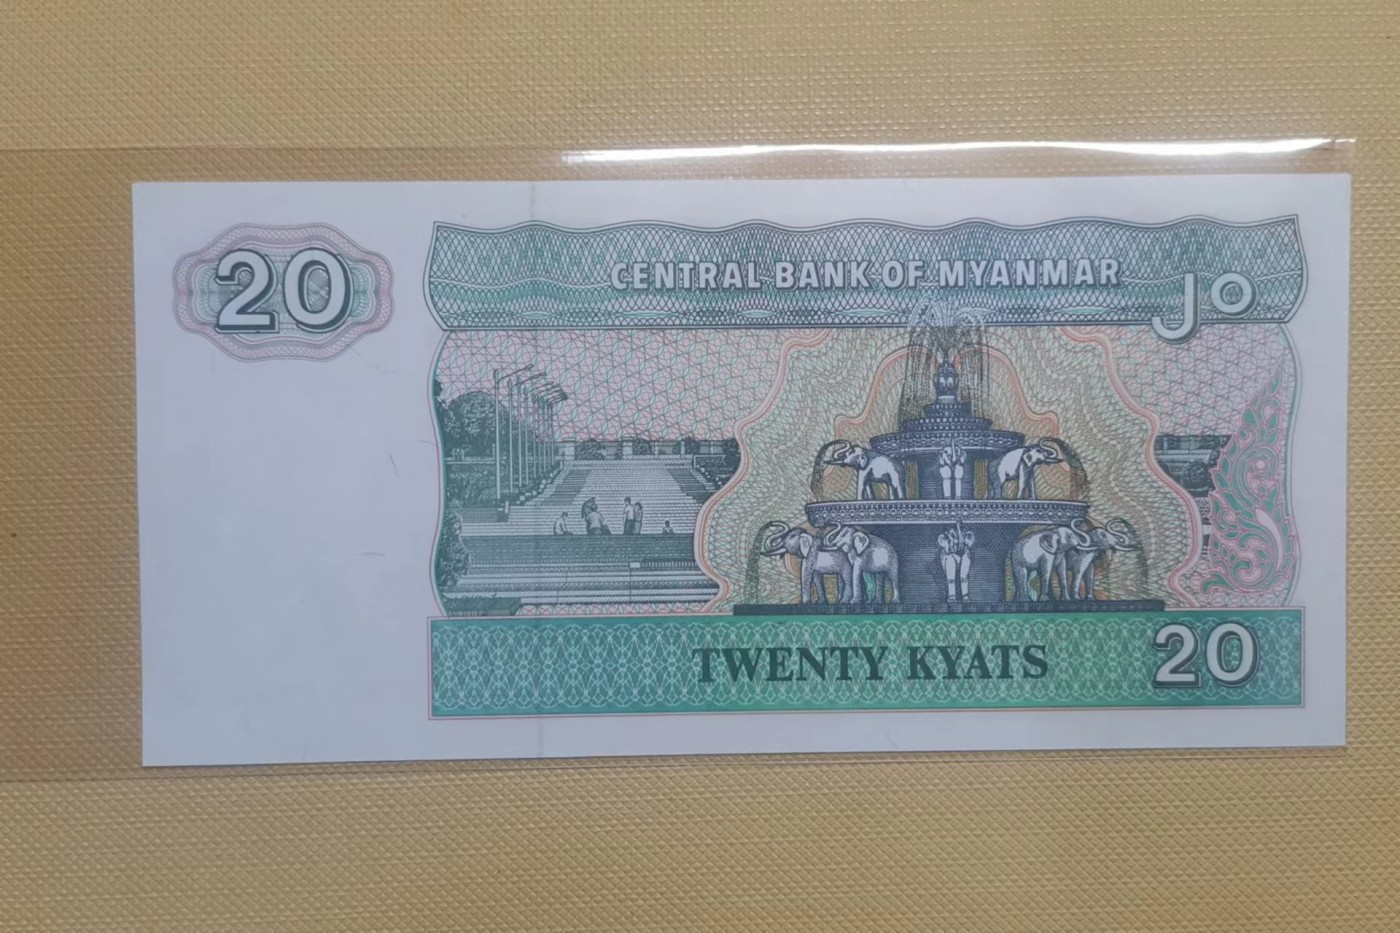 20
CENTRAL BANK OF MYANMAR
၂၀
TWENTY KYATS
20